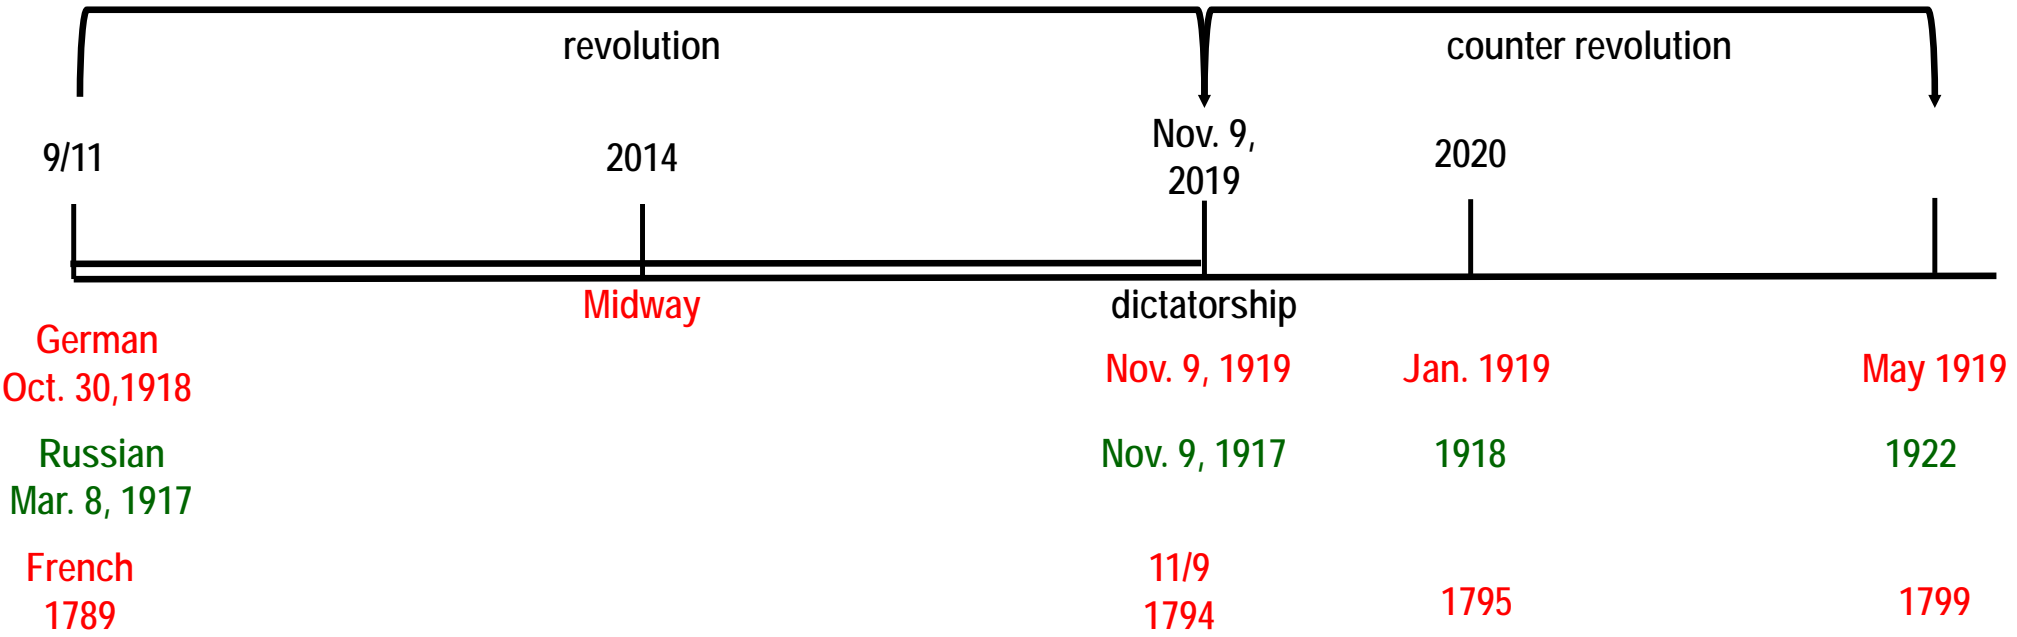 revolution
counter revolution
9/11
2014
Nov. 9,
2019
2020
Midway
dictatorship
German
Oct. 30,1918
Nov. 9, 1919
Jan. 1919
May 1919
Russian
Mar. 8, 1917
Nov. 9, 1917
1918
1922
French
1789
11/9
1794
1795
1799